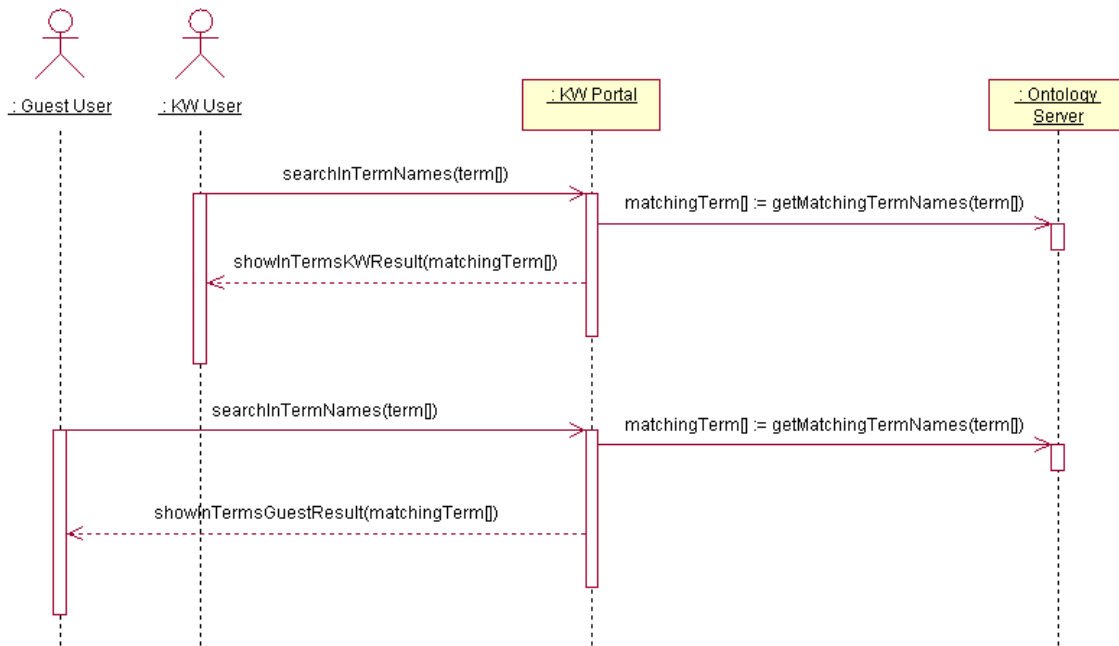 : Guest User
: KW User
: KW Portal
: Ontology
Server
searchInTermNames(term[])
matchingTerm[] := getMatchingTermNames(term[])
showInTermsKWResult(matchingTerm[])
searchInTermNames(term[])
matchingTerm[] := getMatchingTermNames(term[])
showInTermsGuestResult(matchingTerm[])